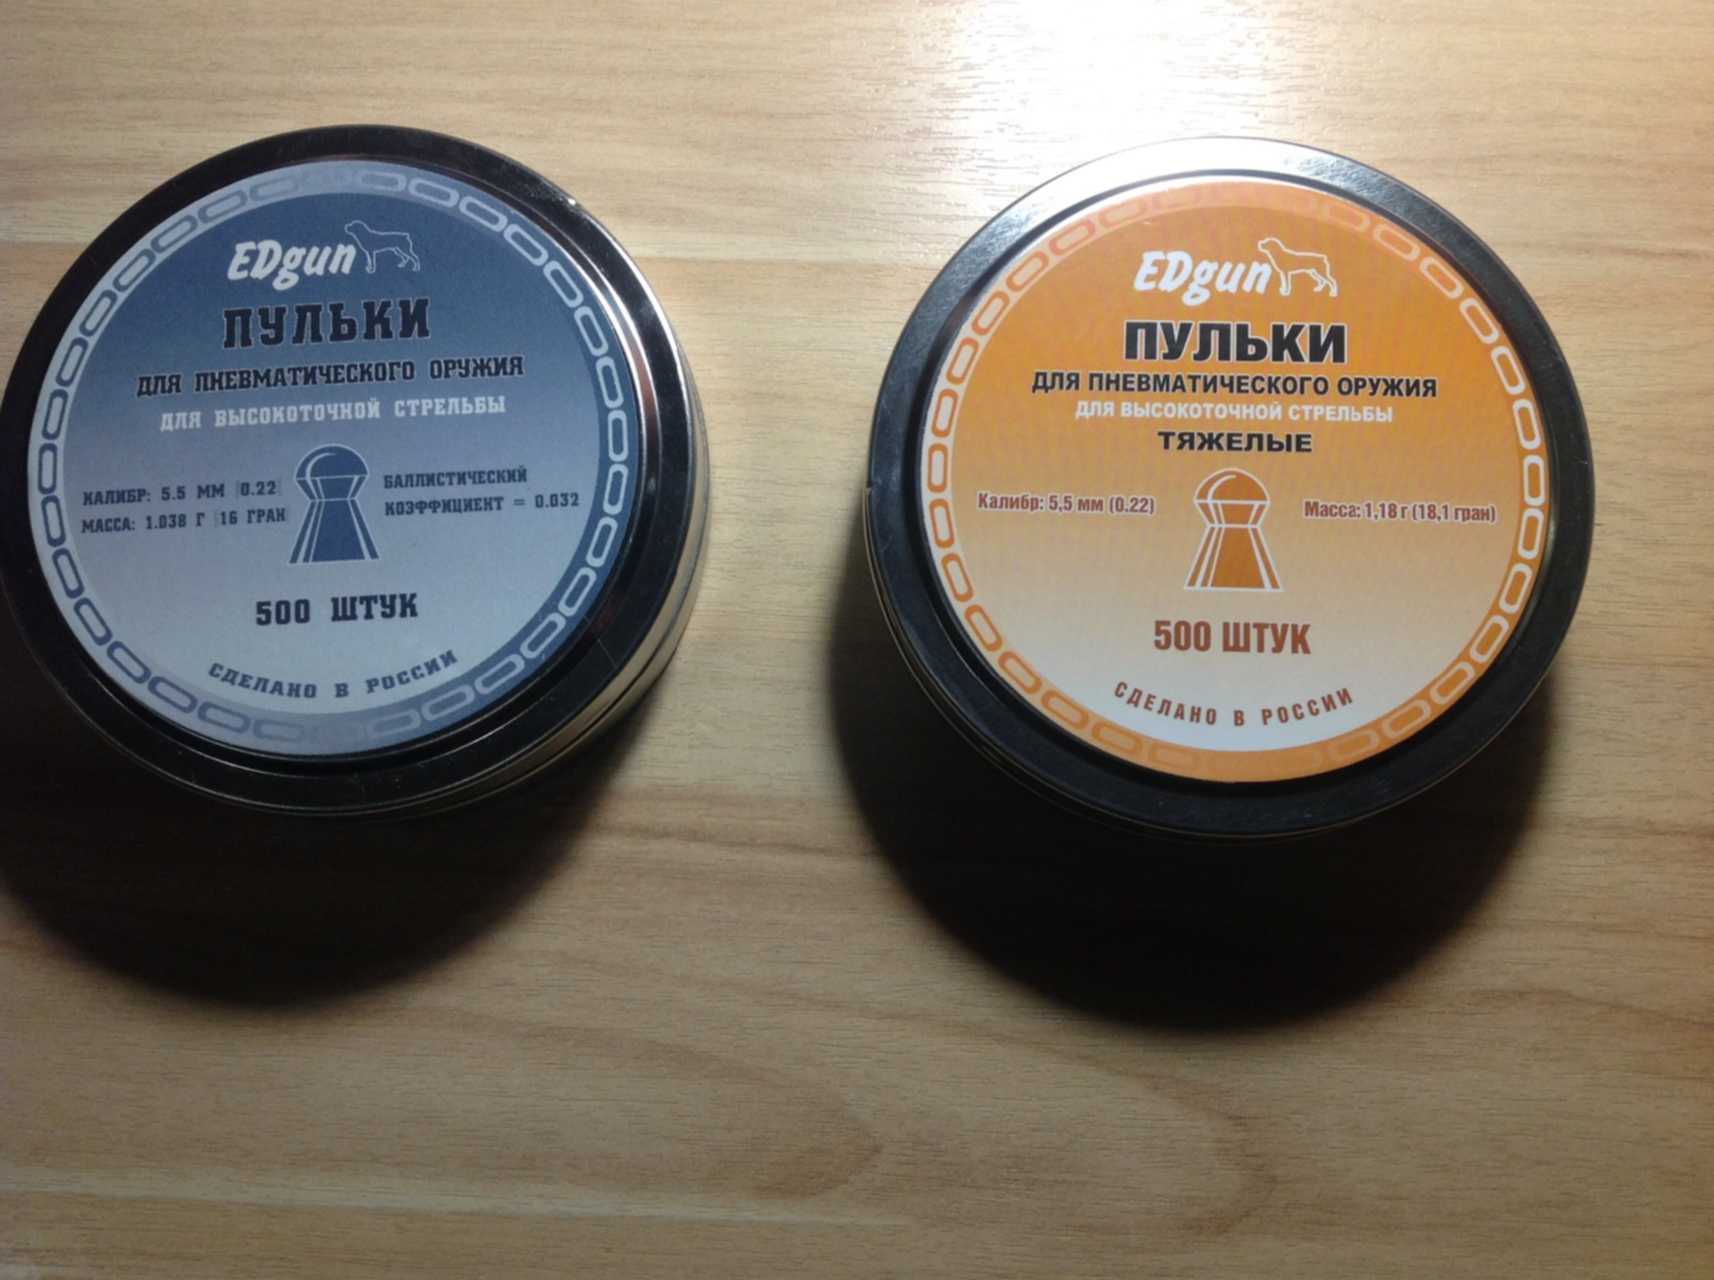 EDgun
ПУЛЬКИ
ДЛЯ ПНЕВМАТИЧЕСКОГО ОРУЖИЯ
ДЛЯ ВЫСОКОТОЧНОЙ СТРЕЛЬБЫ
КАЛИБР: 5.5 ММ (0.22)
МАССА: 1.038 Г (16 ГРАН)
БАЛЛИСТИЧЕСКИЙ
КОЭФФИЦИЕНТ = 0.032
500 ШТУК
СДЕЛАНО В РОССИИ
EDgun
ПУЛЬКИ
ДЛЯ ПНЕВМАТИЧЕСКОГО ОРУЖИЯ
ДЛЯ ВЫСОКОТОЧНОЙ СТРЕЛЬБЫ
ТЯЖЕЛЫЕ
Калибр: 5,5 мм (0.22)
Масса: 1,18 г (18,1 гран)
500 ШТУК
СДЕЛАНО В РОССИИ